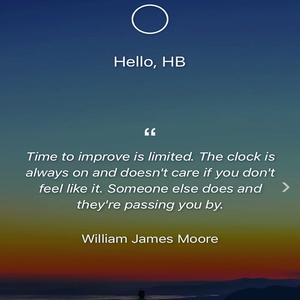 Hello, HB
“
Time to improve is limited. The clock is
always on and doesn't care if you don't
feel like it. Someone else does and
they're passing you by.
William James Moore